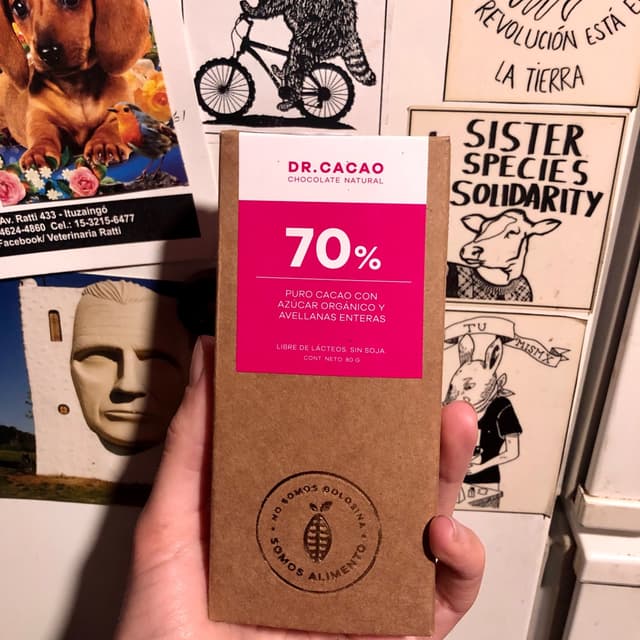 REVOLUCIÓN ESTÁ E
LA TIERRA
SISTER
SPECIES
SOLIDARITY
DR.CACAO
CHOCOLATE NATURAL
70%
PURO CACAO CON
AZÚCAR ORGÁNICO Y
AVELLANAS ENTERAS
LIBRE DE LÁCTEOS. SIN SOJA.
CONT. NETO 80 G
Av. Ratti 433 - Ituzaingó
4624-4860 Cel.: 15-3215-6477
Facebook/ Veterinaria Ratti
TU MISMX
NO SOMOS GOLOSINA
SOMOS ALIMENTO